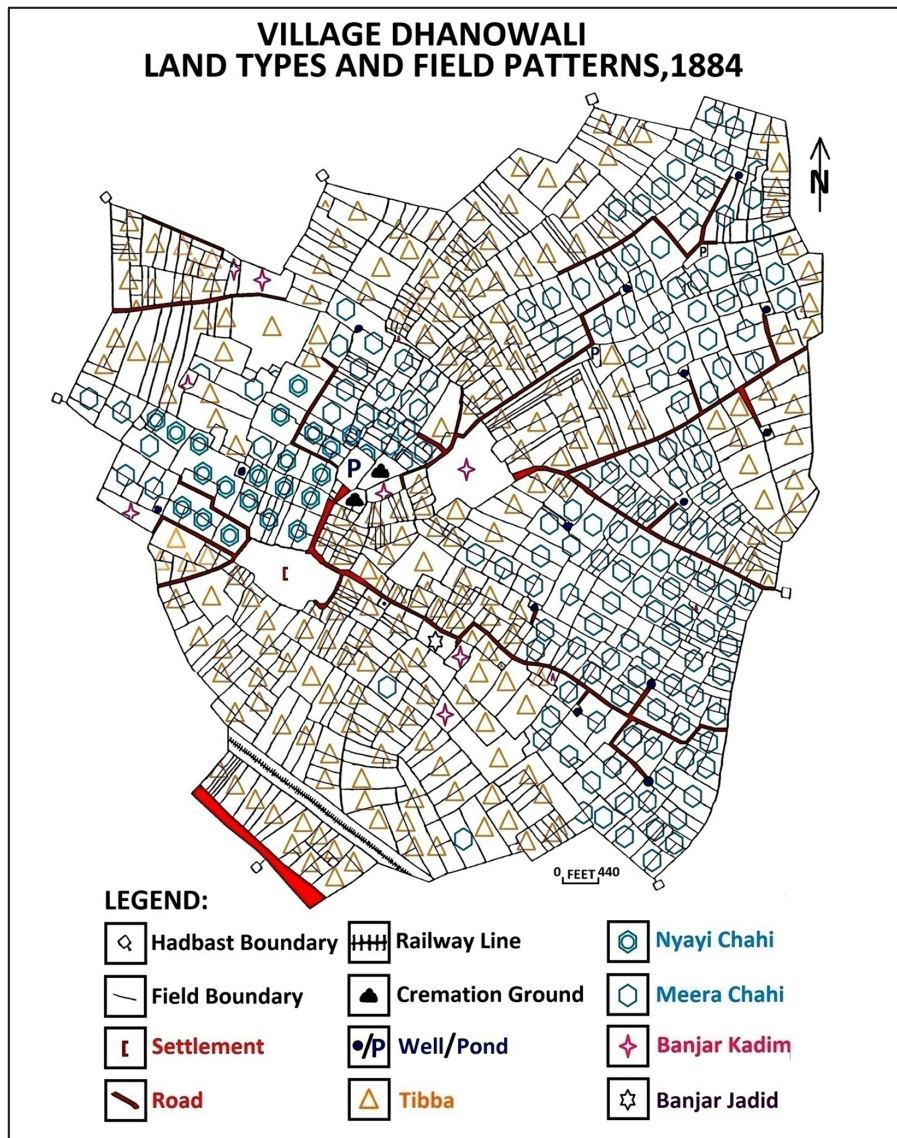 VILLAGE DHANOWALI
LAND TYPES AND FIELD PATTERNS,1884
N
P
P
P
0 FEET 440
LEGEND:
Hadbast Boundary
Railway Line
Nyayi Chahi
Field Boundary
Cremation Ground
Meera Chahi
Settlement
/P Well/Pond
Banjar Kadim
Road
Tibba
Banjar Jadid